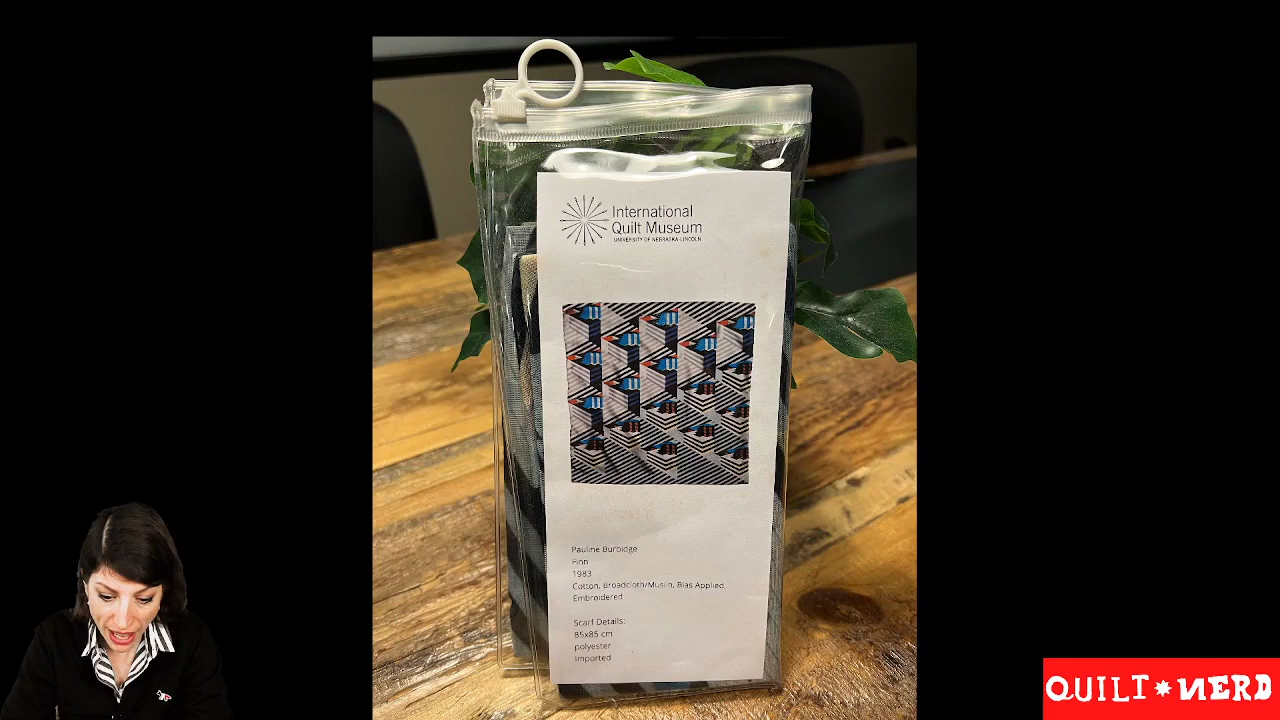 International
Quilt Museum
UNIVERSITY OF NEBRASKA-LINCOLN
Pauline Burbidge
Finn
1983
Cotton, Broadcloth/Muslin, Bias Applied,
Embroidered
Scarf Details:
85x85 cm
polyester
Imported
QUILT NERD